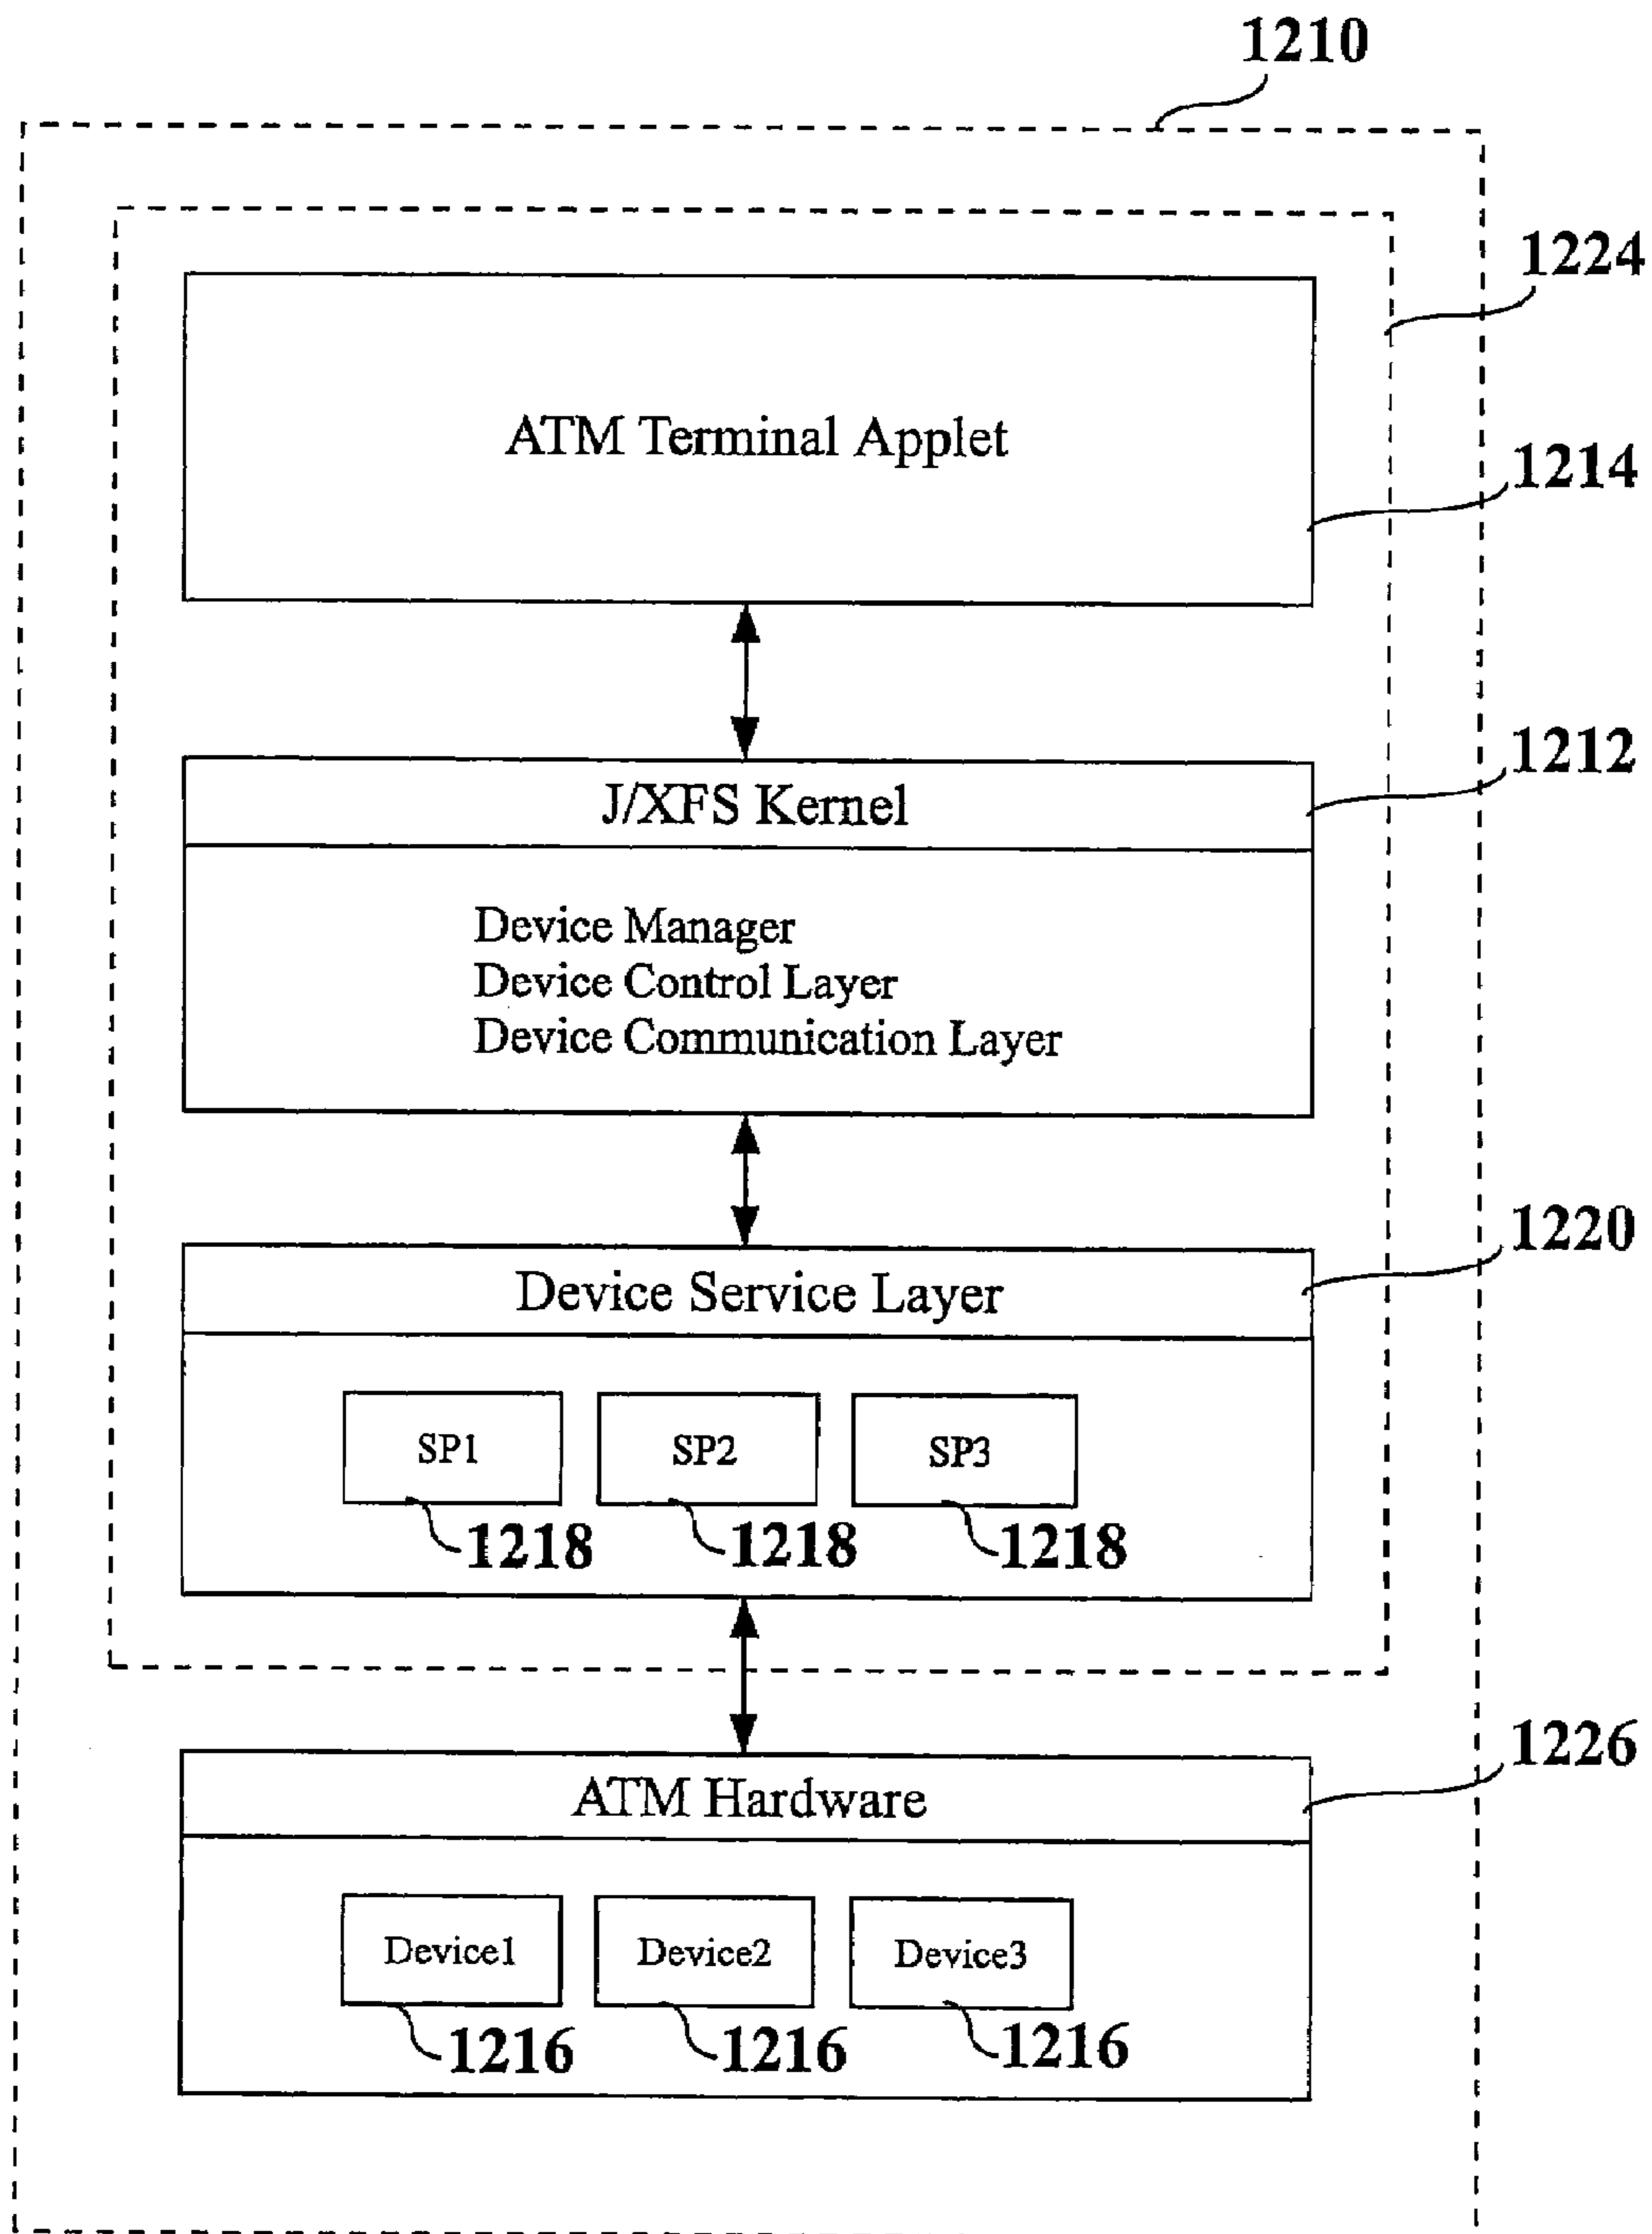 1210
1224
ATM Terminal Applet
1214
1212
J/XFS Kernel
Device Manager
Device Control Layer
Device Communication Layer
1220
Device Service Layer
SP1 SP2 SP3
1218 1218 1218
1226
ATM Hardware
Device1 Device2 Device3
1216 1216 1216